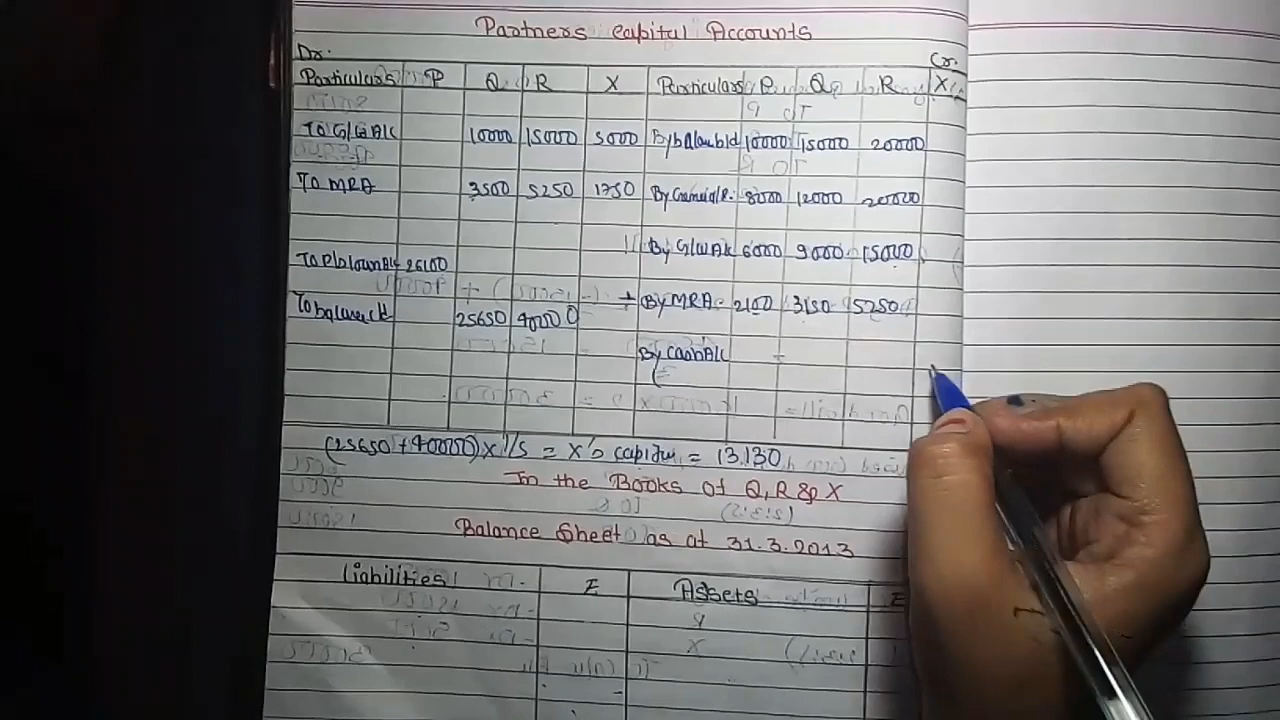 Partners Capital Accounts
Dr. Cr.
Particulars P Q R X Particulars P Q R X
To G/W A/c 10000 15000 5000 By balance b/d 10000 15000 20000
To MRA 3500 5250 1750 By General R. 8000 12000 20000
By G/W A/c 6000 9000 15000
To P's loan A/c 26100
By MRA 2100 3150 5250
To balance c/d 25650 40000
By Cash A/c
(25650 + 40000) x 1/5 = X's capital = 13,130
In the Books of Q, R & X
Balance Sheet as at 31.3.2013
Liabilities ₹ Assets ₹